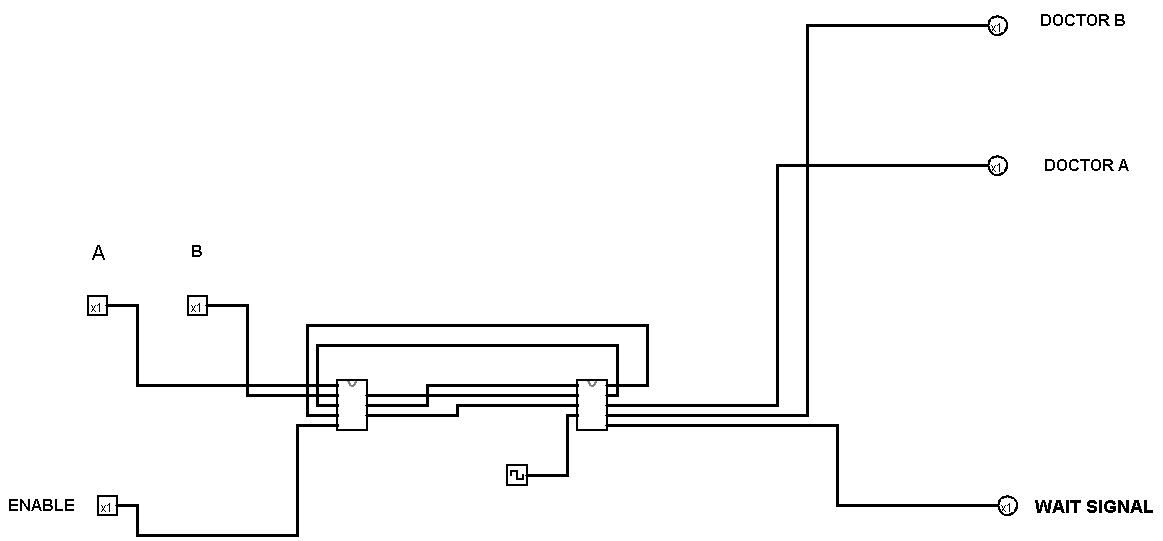 DOCTOR B
x1
DOCTOR A
x1
A
B
x1
x1
ENABLE
x1
x1
WAIT SIGNAL